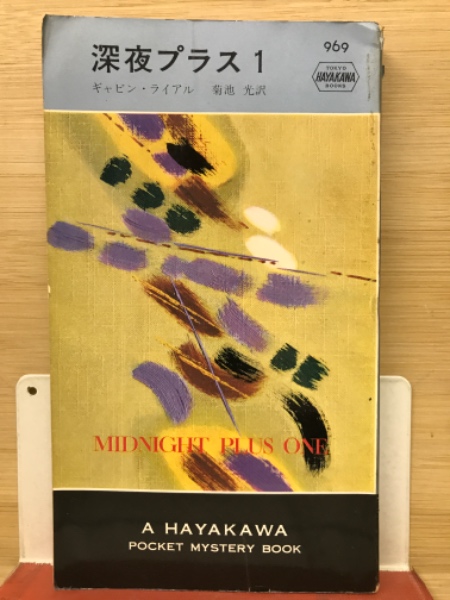 深夜プラス1
969
TOKYO
HAYAKAWA
BOOKS
ギャビン・ライアル 菊池 光訳
MIDNIGHT PLUS ONE
A HAYAKAWA
POCKET MYSTERY BOOK